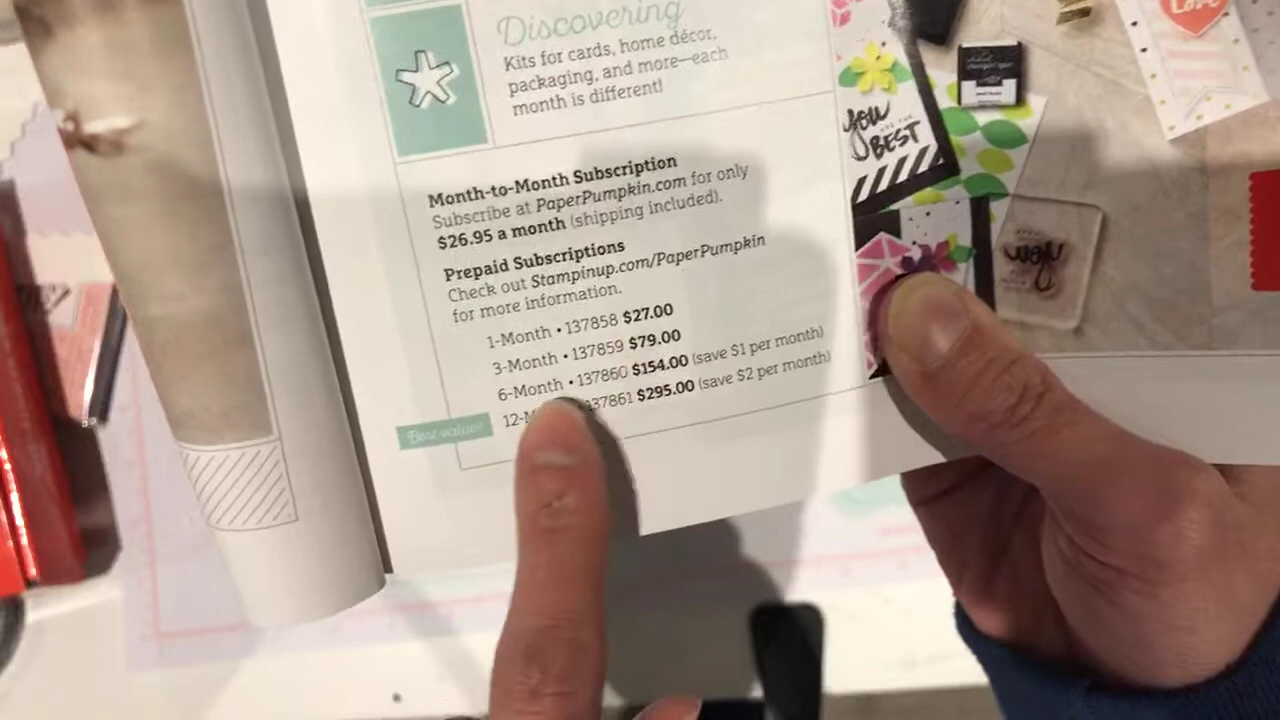 Discovering
Kits for cards, home décor,
packaging, and more—each
month is different!
Month-to-Month Subscription
Subscribe at PaperPumpkin.com for only
$26.95 a month (shipping included).
Prepaid Subscriptions
Check out Stampinup.com/PaperPumpkin
for more information.
1-Month • 137858 $27.00
3-Month • 137859 $79.00
6-Month • 137860 $154.00 (save $1 per month)
12- 137861 $295.00 (save $2 per month)
Best value!
you
ARE THE
BEST
Love